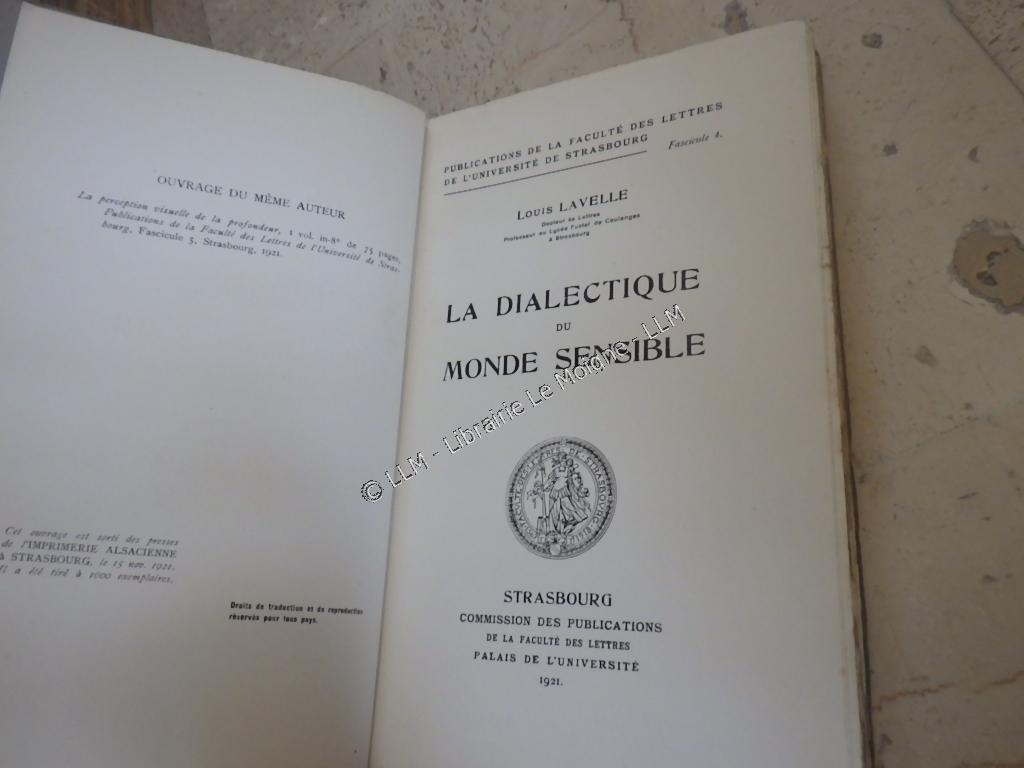 OUVRAGE DU MÊME AUTEUR
La perception visuelle de la profondeur, 1 vol. in-8º de 75 pages,
Publications de la Faculté des Lettres de l'Université de Stras-
bourg, Fascicule 5, Strasbourg, 1921.
Cet ouvrage est sorti des presses
de l'IMPRIMERIE ALSACIENNE
à STRASBOURG, le 15 nov. 1921.
Il a été tiré à 1000 exemplaires.
Droits de traduction et de reproduction
réservés pour tous pays.
PUBLICATIONS DE LA FACULTÉ DES LETTRES
DE L'UNIVERSITÉ DE STRASBOURG Fascicule 4.
LOUIS LAVELLE
Docteur ès Lettres
Professeur au Lycée Fustel de Coulanges
à Strasbourg
LA DIALECTIQUE
DU
MONDE SENSIBLE
© LLM - Librairie Le Moigne - LLM
STRASBOURG
COMMISSION DES PUBLICATIONS
DE LA FACULTÉ DES LETTRES
PALAIS DE L'UNIVERSITÉ
1921.